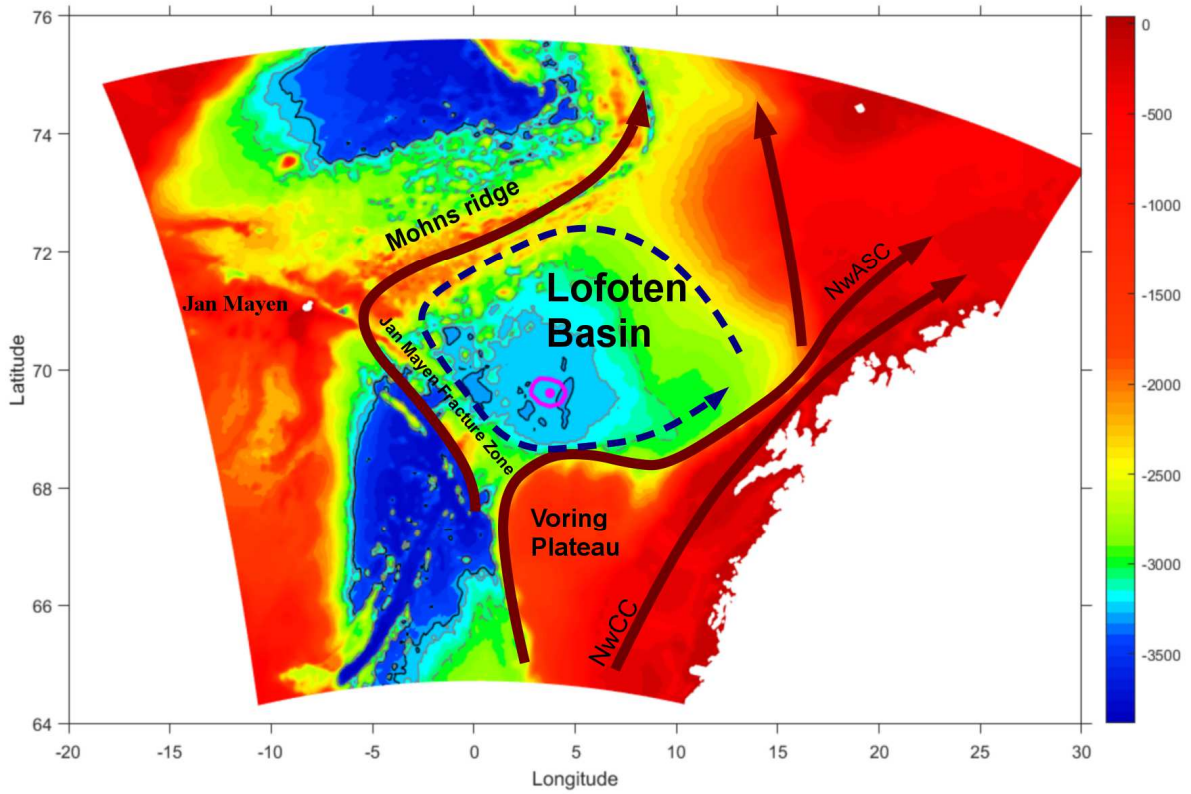 76
74
72
70
68
66
64
Latitude
-20
-15
-10
-5
0
5
10
15
20
25
30
Longitude
0
-500
-1000
-1500
-2000
-2500
-3000
-3500
Mohns ridge
Jan Mayen
Jan Mayen Fracture Zone
Lofoten
Basin
NwASC
Voring
Plateau
NwCC